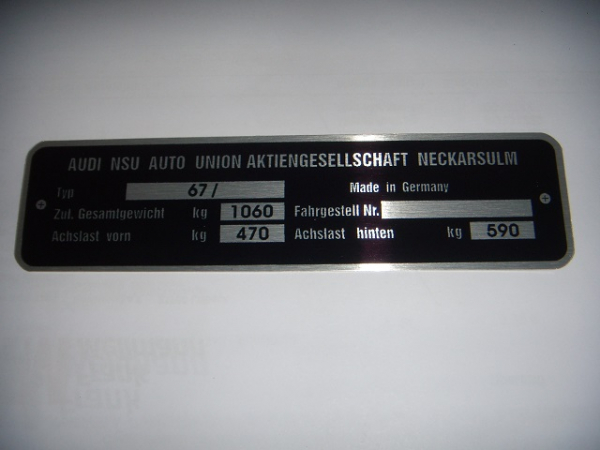 AUDI NSU AUTO UNION AKTIENGESELLSCHAFT NECKARSULM
Typ 67/ Made in Germany
Zul. Gesamtgewicht kg 1060 Fahrgestell Nr.
Achslast vorn kg 470 Achslast hinten kg 590